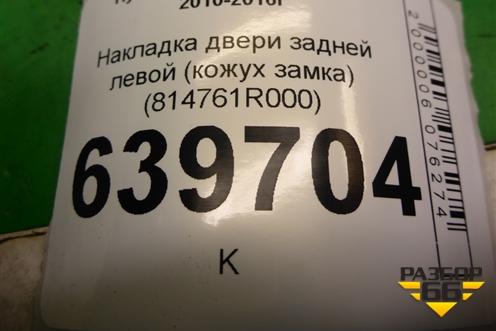 2010-2016г
Накладка двери задней
левой (кожух замка)
(814761R000)
639704
К
2000006076274
РАЗБОР
66